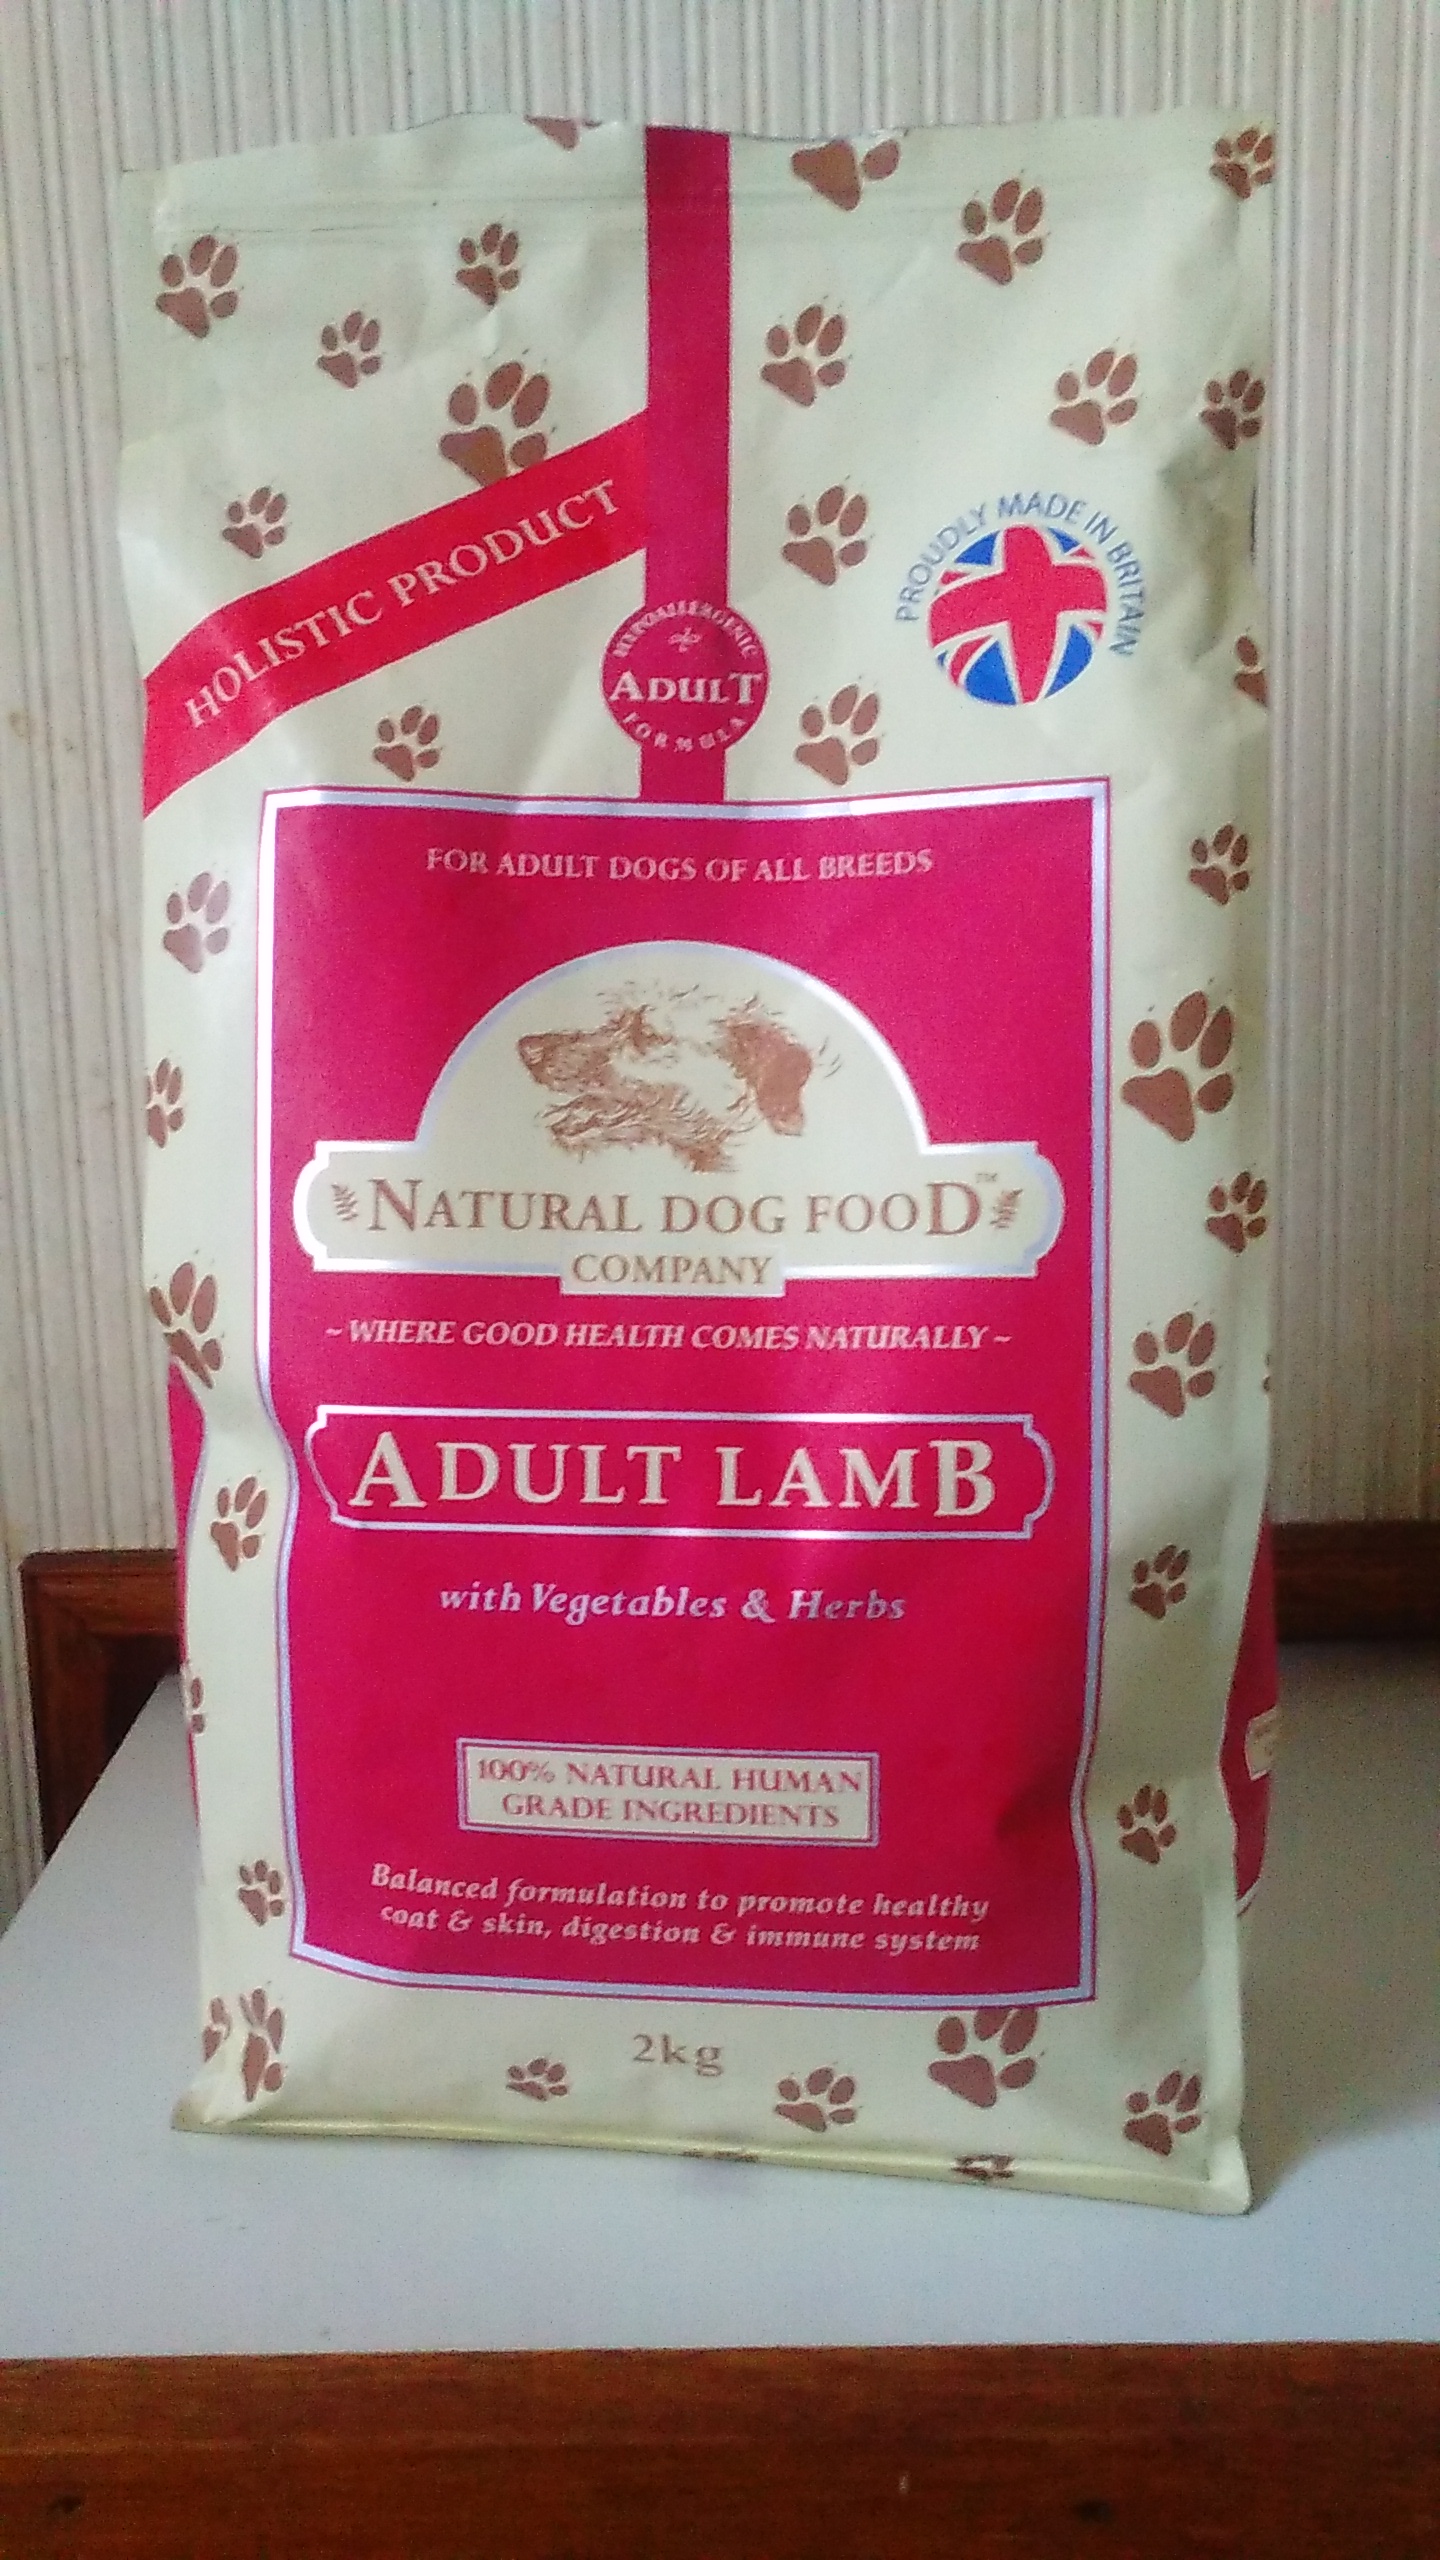 HOLISTIC PRODUCT
PROUDLY MADE IN BRITAIN
HYPOALLERGENIC
ADULT
FORMULA
FOR ADULT DOGS OF ALL BREEDS
NATURAL DOG FOOD™
COMPANY
~ WHERE GOOD HEALTH COMES NATURALLY ~
ADULT LAMB
with Vegetables & Herbs
100% NATURAL HUMAN
GRADE INGREDIENTS
Balanced formulation to promote healthy
coat & skin, digestion & immune system
2kg